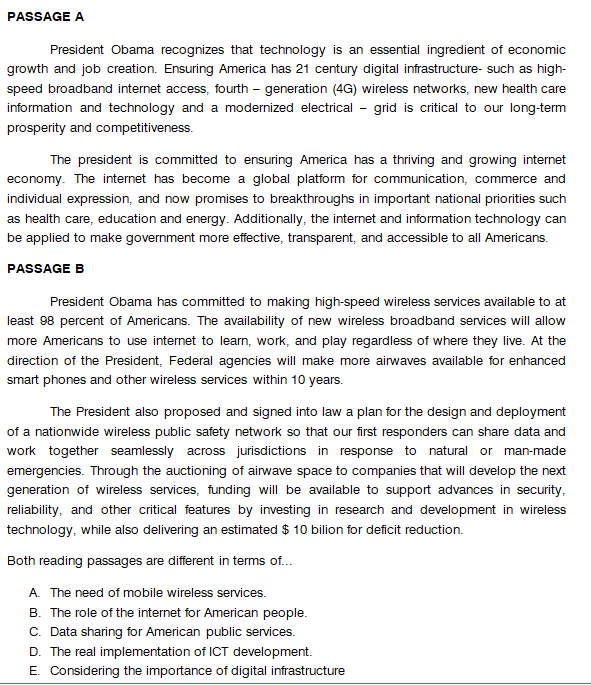 PASSAGE A
President Obama recognizes that technology is an essential ingredient of economic
growth and job creation. Ensuring America has 21 century digital infrastructure- such as high-
speed broadband internet access, fourth – generation (4G) wireless networks, new health care
information and technology and a modernized electrical – grid is critical to our long-term
prosperity and competitiveness.
The president is committed to ensuring America has a thriving and growing internet
economy. The internet has become a global platform for communication, commerce and
individual expression, and now promises to breakthroughs in important national priorities such
as health care, education and energy. Additionally, the internet and information technology can
be applied to make government more effective, transparent, and accessible to all Americans.
PASSAGE B
President Obama has committed to making high-speed wireless services available to at
least 98 percent of Americans. The availability of new wireless broadband services will allow
more Americans to use internet to learn, work, and play regardless of where they live. At the
direction of the President, Federal agencies will make more airwaves available for enhanced
smart phones and other wireless services within 10 years.
The President also proposed and signed into law a plan for the design and deployment
of a nationwide wireless public safety network so that our first responders can share data and
work together seamlessly across jurisdictions in response to natural or man-made
emergencies. Through the auctioning of airwave space to companies that will develop the next
generation of wireless services, funding will be available to support advances in security,
reliability, and other critical features by investing in research and development in wireless
technology, while also delivering an estimated $ 10 bilion for deficit reduction.
Both reading passages are different in terms of...
A. The need of mobile wireless services.
B. The role of the internet for American people.
C. Data sharing for American public services.
D. The real implementation of ICT development.
E. Considering the importance of digital infrastructure